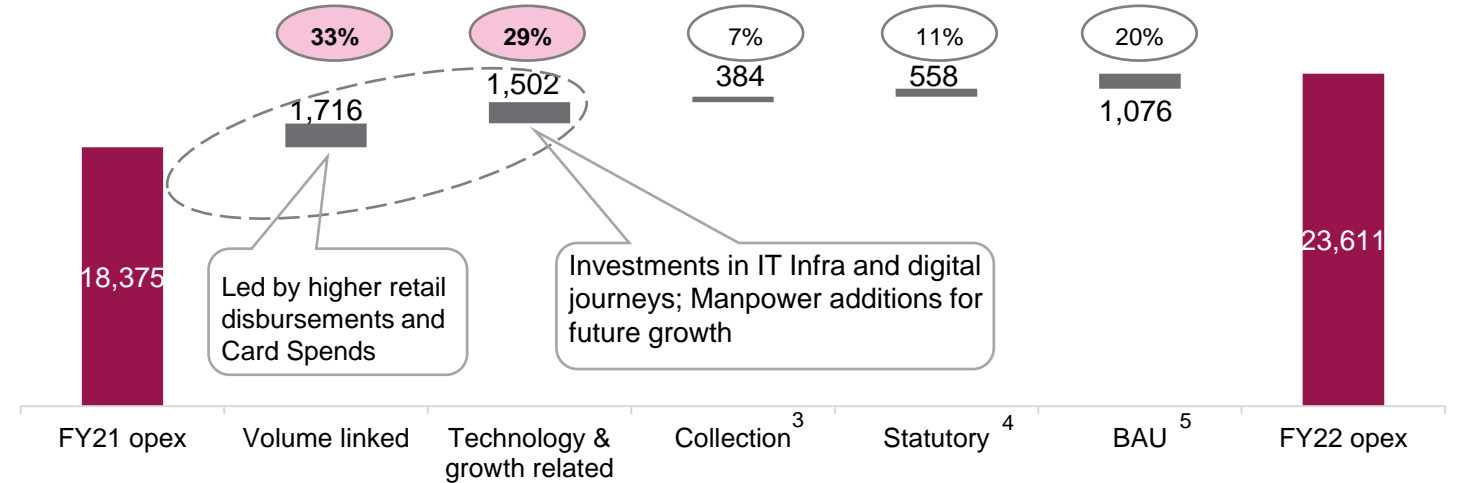 33%
29%
7%
11%
20%
1,716
1,502
384
558
1,076
18,375
23,611
Led by higher retail
disbursements and
Card Spends
Investments in IT Infra and digital
journeys; Manpower additions for
future growth
FY21 opex
Volume linked
Technology &
growth related
Collection 3
Statutory 4
BAU 5
FY22 opex